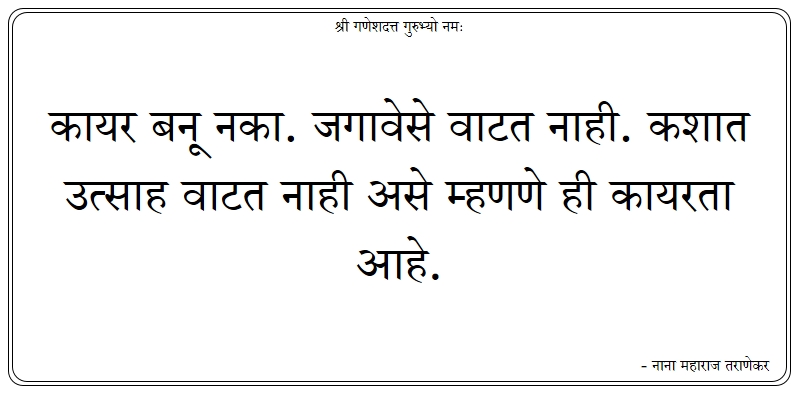 श्री गणेशदत्त गुरुभ्यो नमः
कायर बनू नका. जगावेसे वाटत नाही. कशात
उत्साह वाटत नाही असे म्हणणे ही कायरता
आहे.
- नाना महाराज तराणेकर